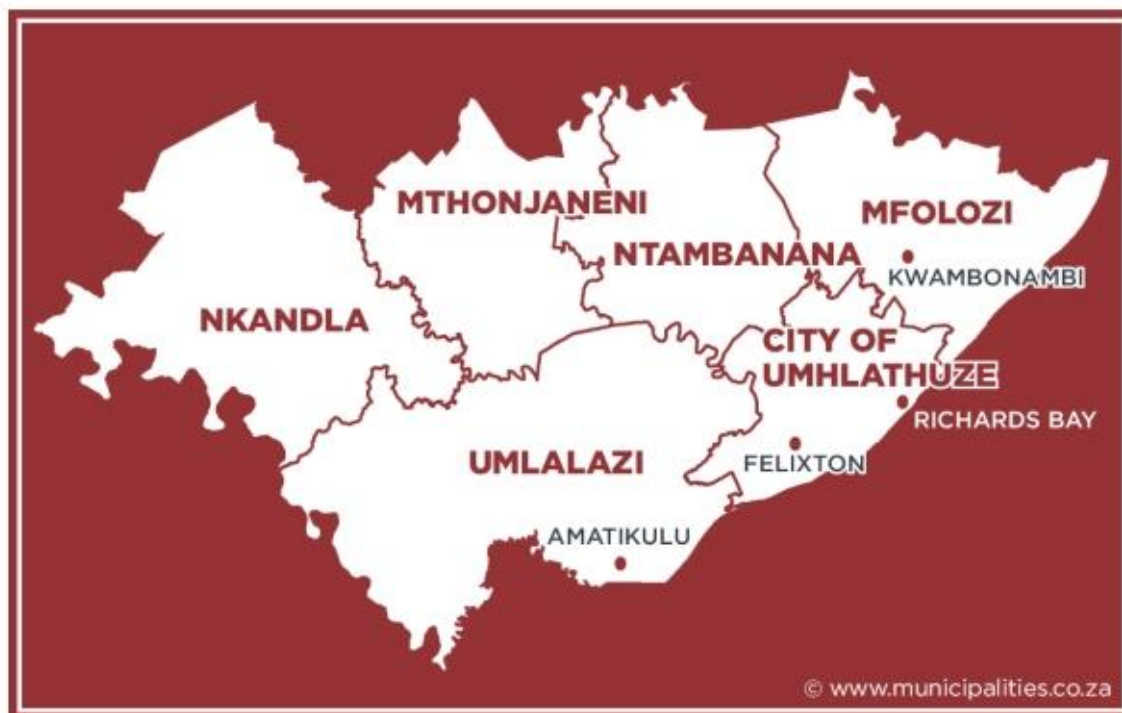 MTHONJANENI
MFOLOZI
NTAMBANANA
KWAMBONAMBI
NKANDLA
CITY OF
UMHLATHUZE
RICHARDS BAY
UMLALAZI
FELIXTON
AMATIKULU
© www.municipalities.co.za